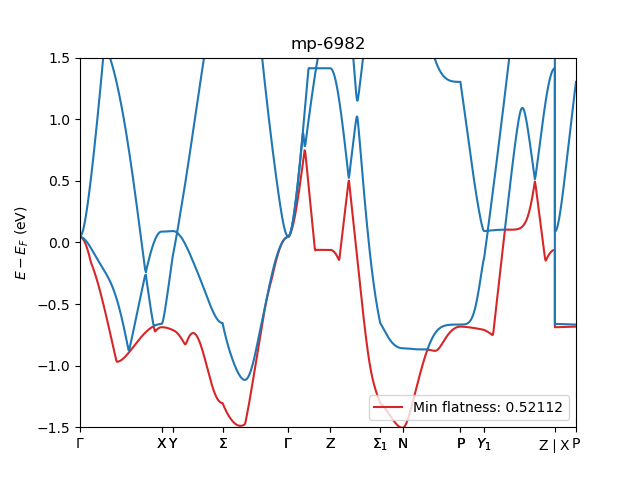 mp-6982
E − E_F (eV)
1.5
1.0
0.5
0.0
−0.5
−1.0
−1.5
Min flatness: 0.52112
Γ X Y Σ Γ Z Σ₁ N P Y₁ Z | X P